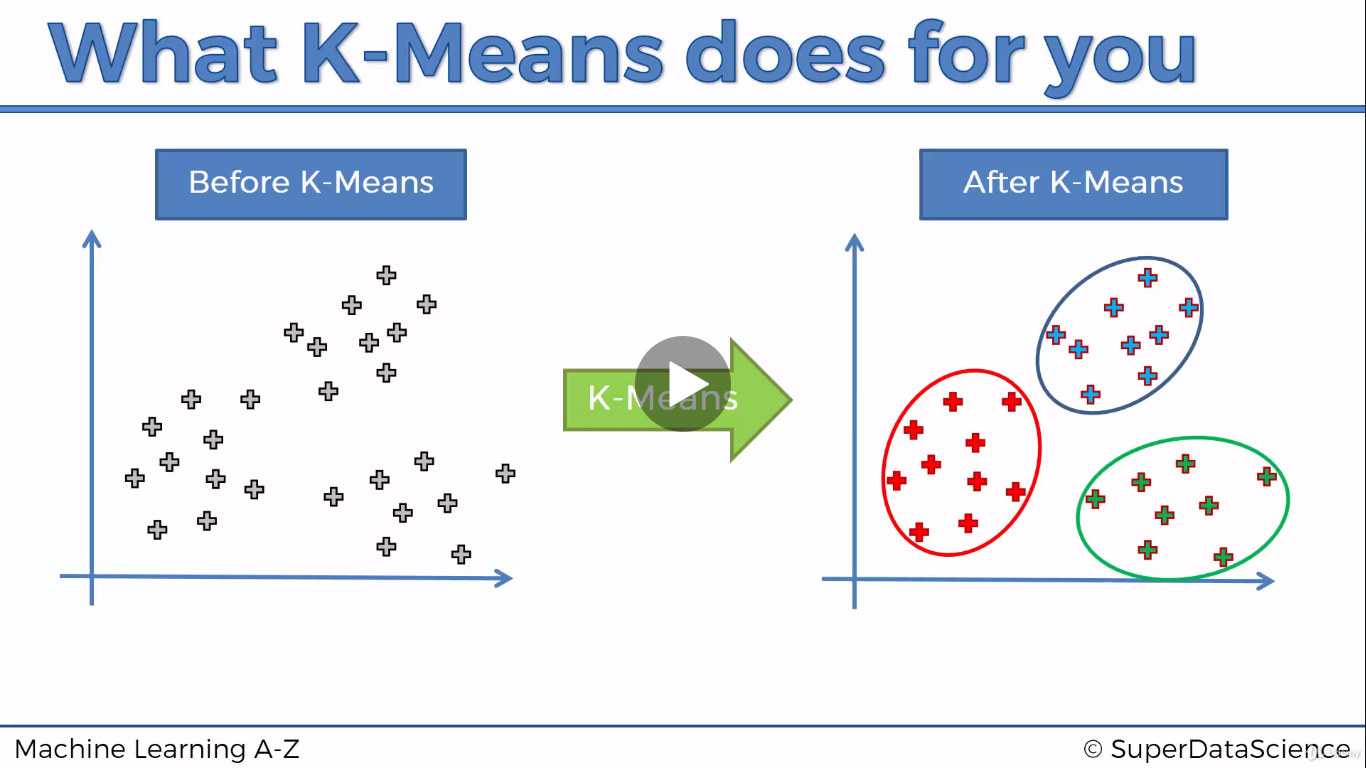 What K-Means does for you
Before K-Means
After K-Means
K-Means
Machine Learning A-Z
© SuperDataScience